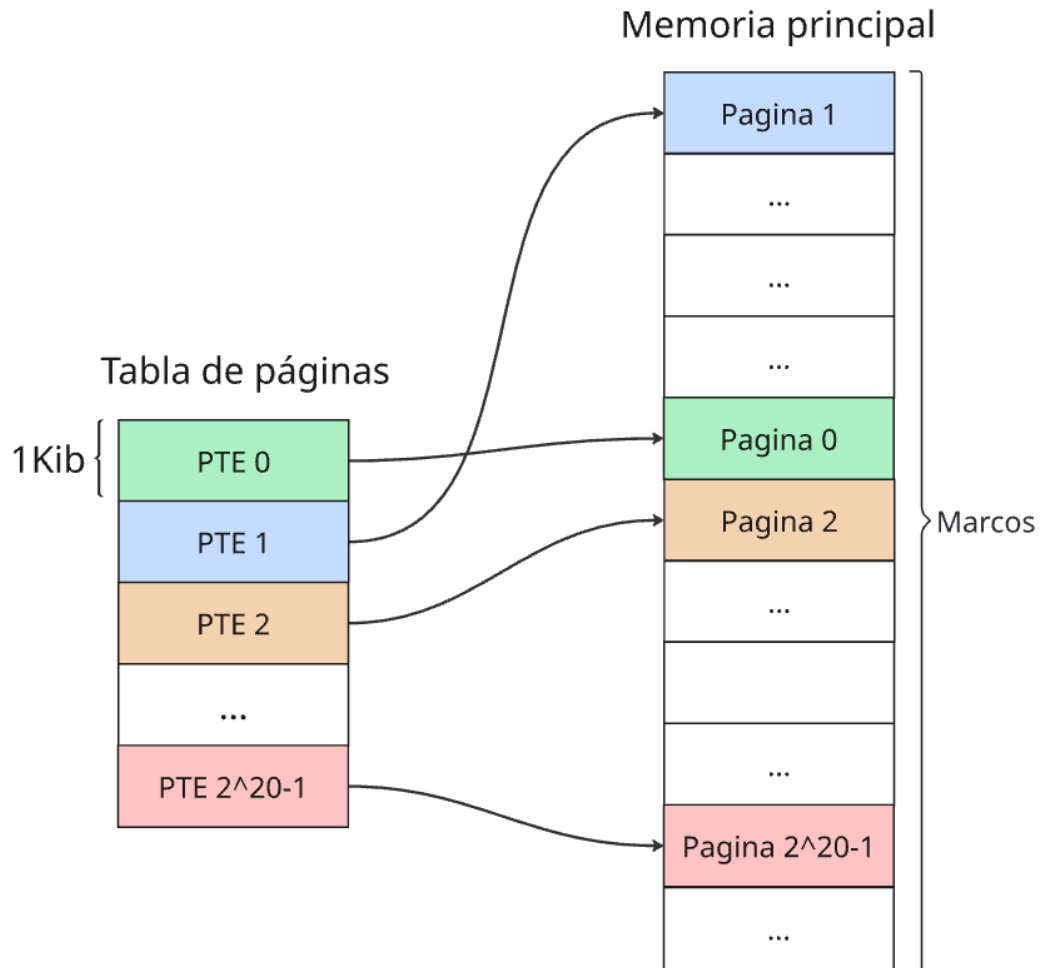 Memoria principal
Pagina 1
...
...
...
Pagina 0
Pagina 2
...
...
Pagina 2^20-1
...
Marcos
Tabla de páginas
1Kib
PTE 0
PTE 1
PTE 2
...
PTE 2^20-1